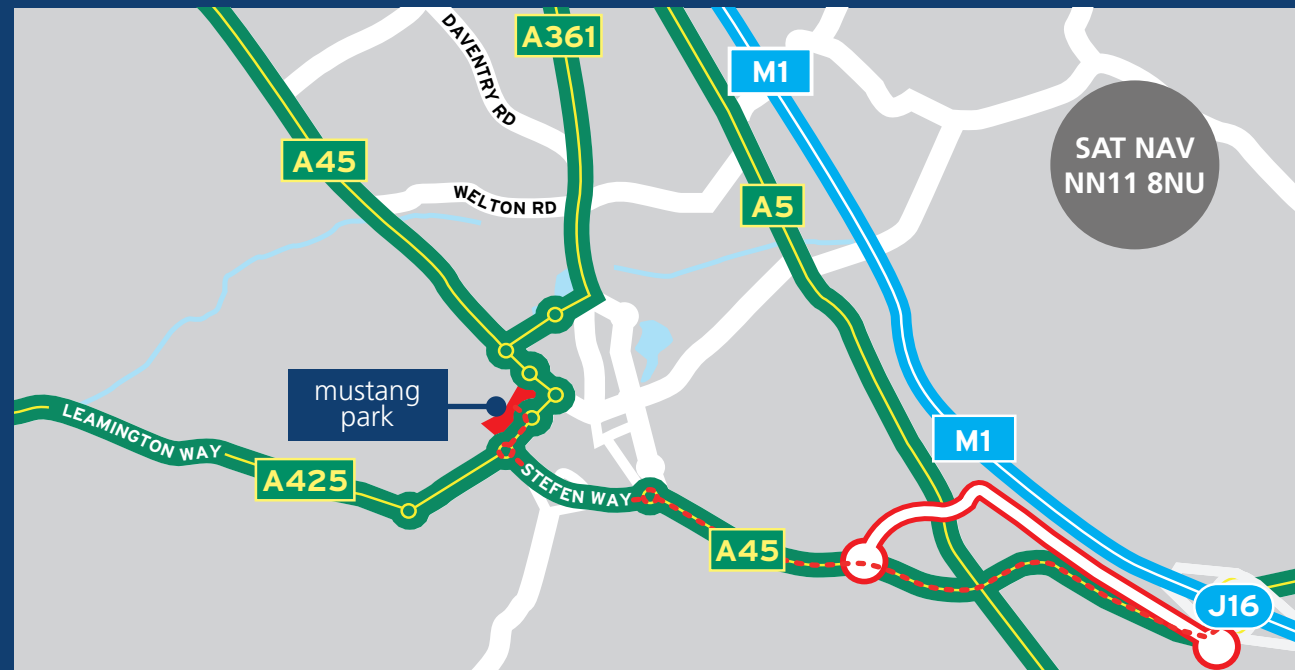 DAVENTRY RD
A361
M1
A45
SAT NAV
NN11 8NU
WELTON RD
A5
mustang
park
LEAMINGTON WAY
A425
STEFEN WAY
M1
A45
J16